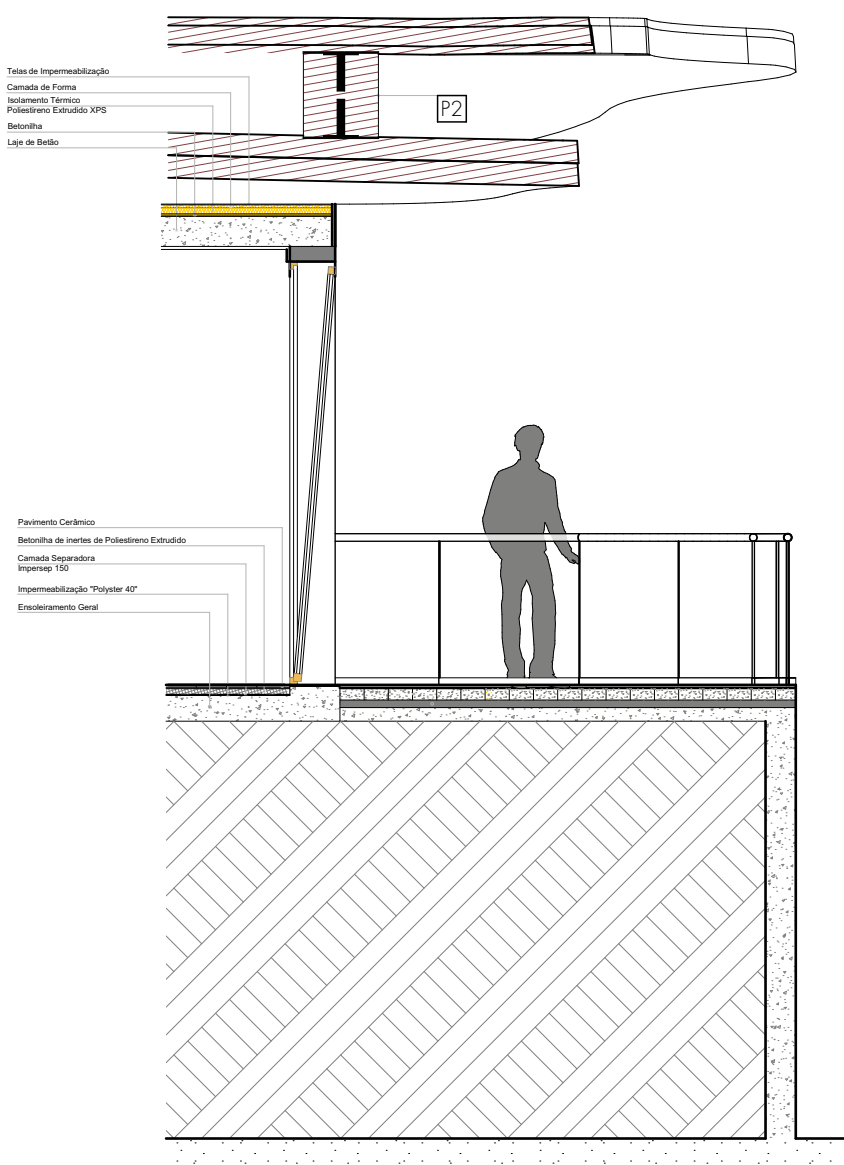 Telas de Impermeabilização
Camada de Forma
Isolamento Térmico
Poliestireno Extrudido XPS
Betonilha
Laje de Betão
P2
Pavimento Cerâmico
Betonilha de inertes de Poliestireno Extrudido
Camada Separadora
Impersep 150
Impermeabilização "Polyster 40"
Ensoleiramento Geral